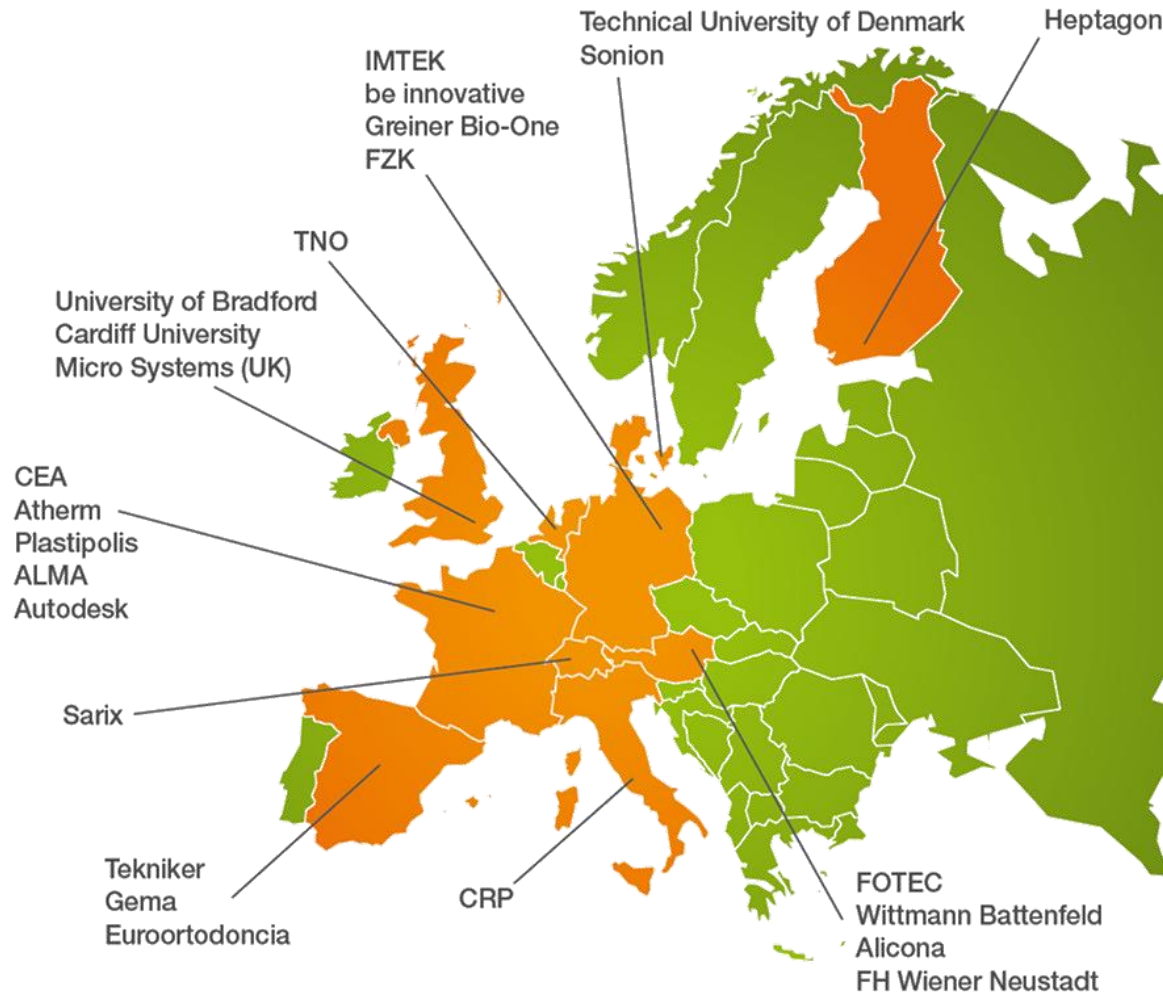 Technical University of Denmark
Sonion
Heptagon
IMTEK
be innovative
Greiner Bio-One
FZK
TNO
University of Bradford
Cardiff University
Micro Systems (UK)
CEA
Atherm
Plastipolis
ALMA
Autodesk
Sarix
Tekniker
Gema
Euroortodoncia
CRP
FOTEC
Wittmann Battenfeld
Alicona
FH Wiener Neustadt